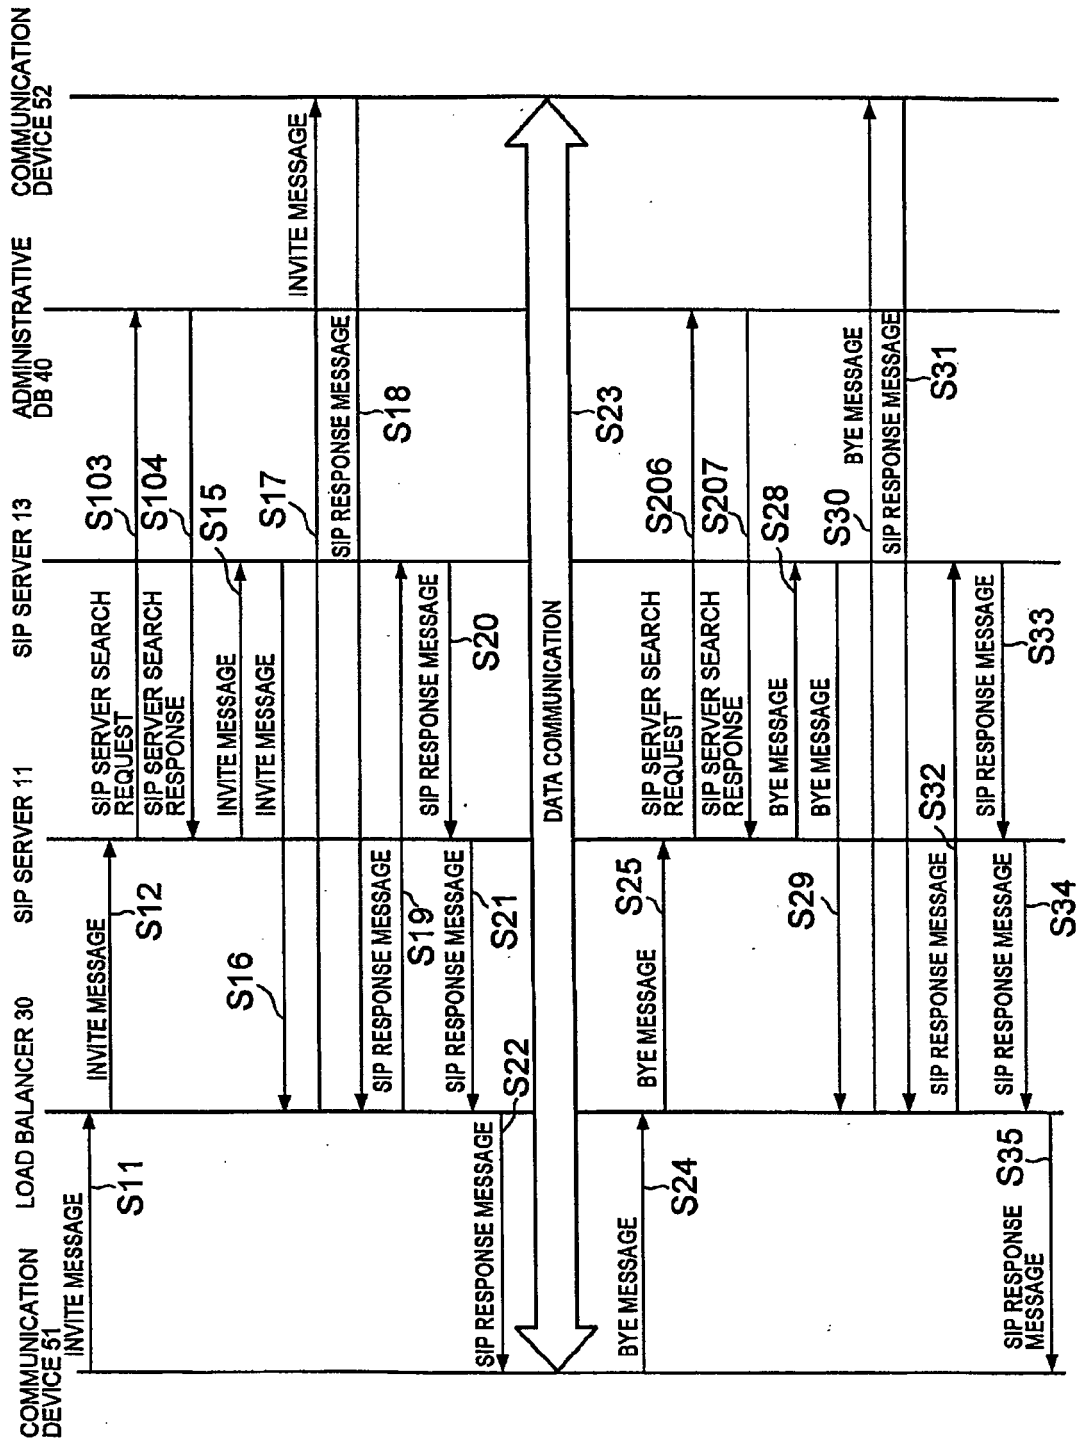 COMMUNICATION
DEVICE 51
LOAD BALANCER 30
SIP SERVER 11
SIP SERVER 13
ADMINISTRATIVE
DB 40
COMMUNICATION
DEVICE 52
INVITE MESSAGE
S11
INVITE MESSAGE
S12
SIP SERVER SEARCH
REQUEST
S103
SIP SERVER SEARCH
RESPONSE
S104
INVITE MESSAGE
S15
INVITE MESSAGE
S16
INVITE MESSAGE
S17
SIP RESPONSE MESSAGE
S18
SIP RESPONSE MESSAGE
S19
SIP RESPONSE MESSAGE
S20
SIP RESPONSE MESSAGE
S21
SIP RESPONSE MESSAGE
S22
DATA COMMUNICATION
S23
BYE MESSAGE
S24
BYE MESSAGE
S25
SIP SERVER SEARCH
REQUEST
S206
SIP SERVER SEARCH
RESPONSE
S207
BYE MESSAGE
S28
BYE MESSAGE
S29
BYE MESSAGE
S30
SIP RESPONSE MESSAGE
S31
SIP RESPONSE MESSAGE
S32
SIP RESPONSE MESSAGE
S33
SIP RESPONSE MESSAGE
S34
SIP RESPONSE
MESSAGE
S35